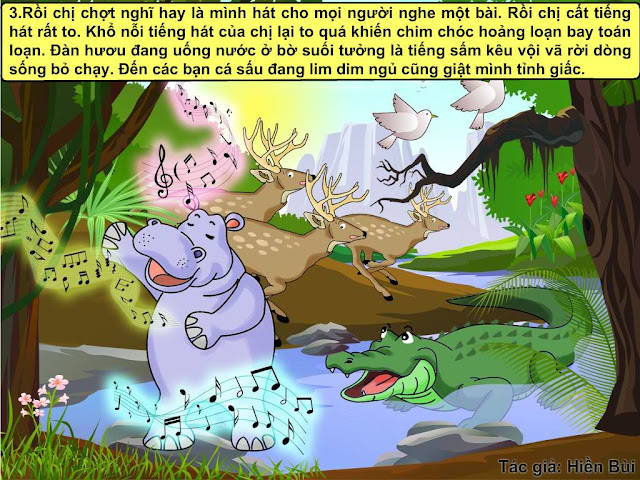 3.Rồi chị chợt nghĩ hay là mình hát cho mọi người nghe một bài. Rồi chị cất tiếng
hát rất to. Khổ nỗi tiếng hát của chị lại to quá khiến chim chóc hoảng loạn bay toán
loạn. Đàn hươu đang uống nước ở bờ suối tưởng là tiếng sấm kêu vội vã rời dòng
sống bỏ chạy. Đến các bạn cá sấu đang lim dim ngủ cũng giật mình tỉnh giấc.
Tác giả: Hiền Bùi